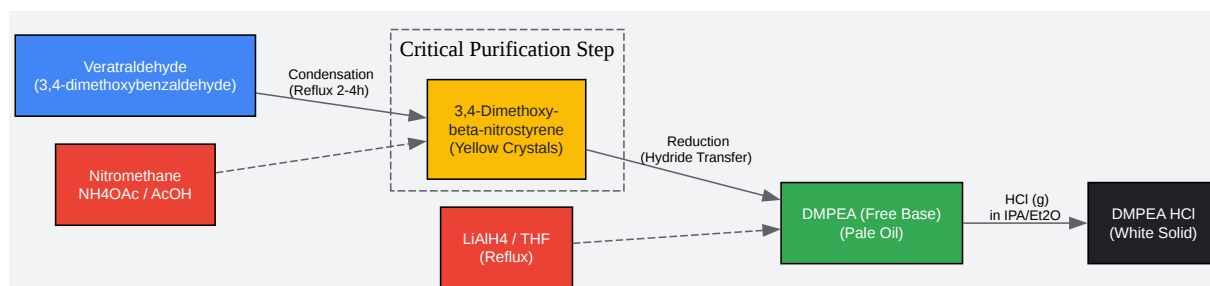 Veratraldehyde
(3,4-dimethoxybenzaldehyde)
Nitromethane
NH4OAc / AcOH
Condensation
(Reflux 2-4h)
Critical Purification Step
3,4-Dimethoxy-
beta-nitrostyrene
(Yellow Crystals)
LiAlH4 / THF
(Reflux)
Reduction
(Hydride Transfer)
DMPEA (Free Base)
(Pale Oil)
HCl (g)
in IPA/Et2O
DMPEA HCl
(White Solid)